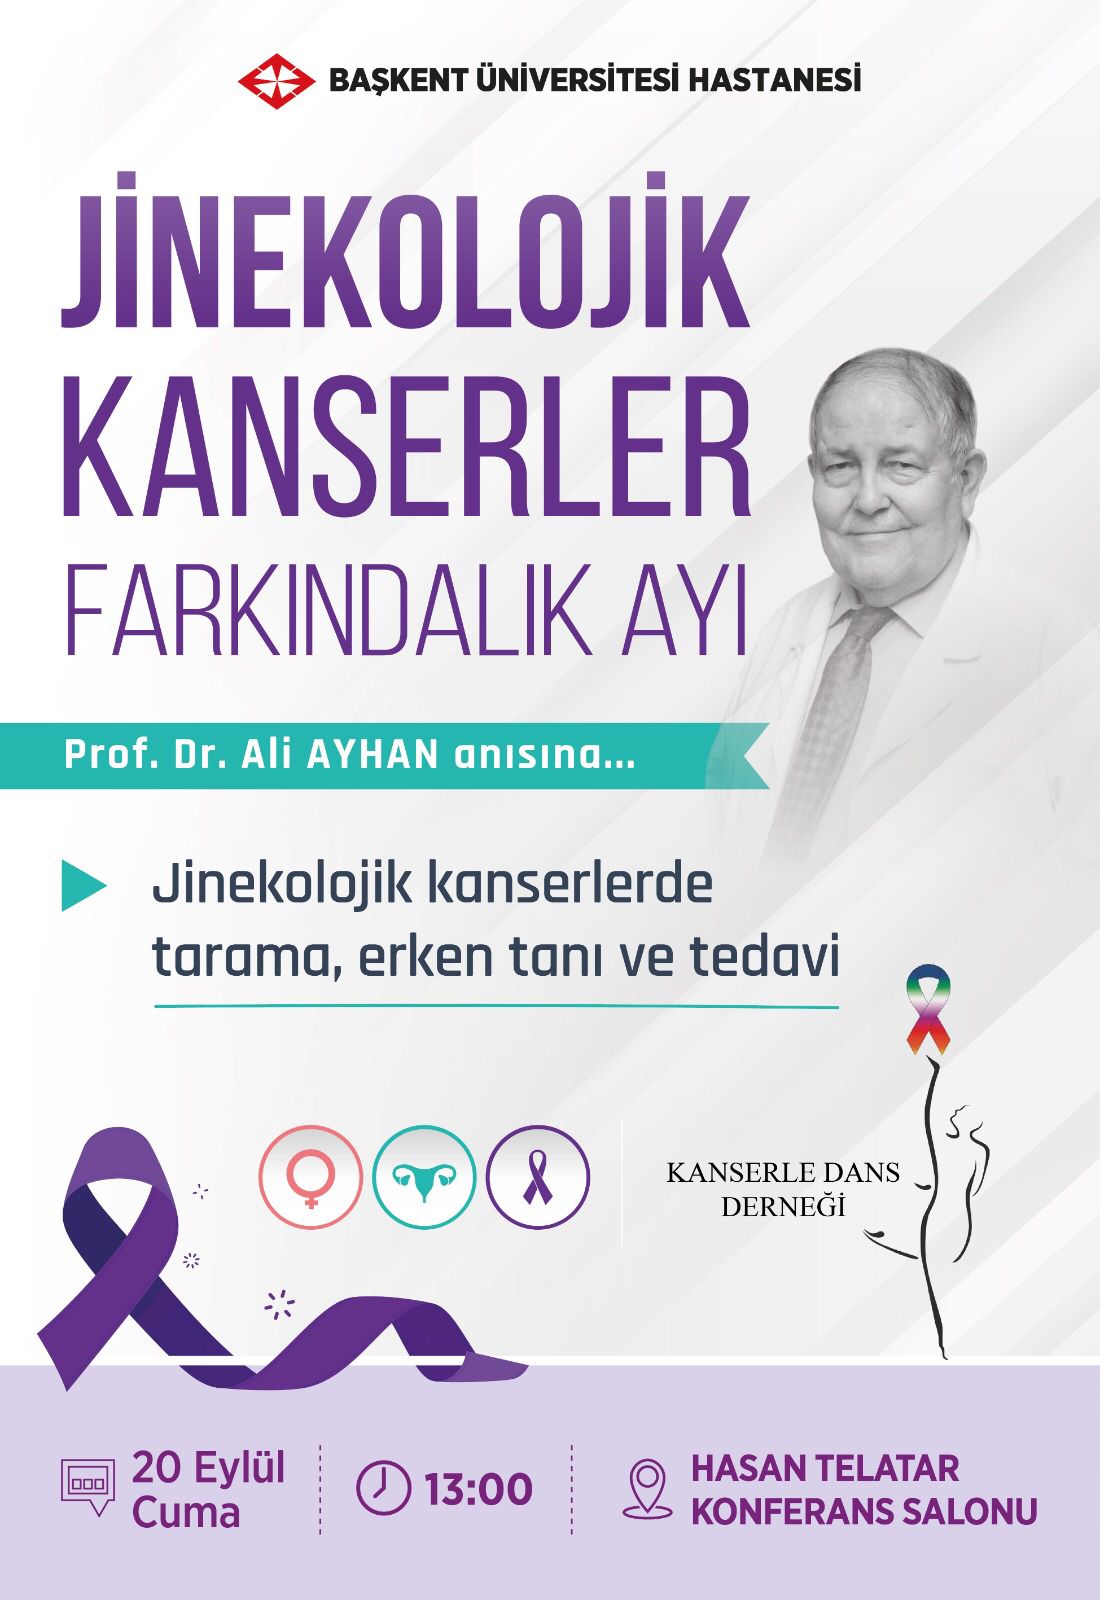 BAŞKENT ÜNİVERSİTESİ HASTANESİ
JİNEKOLOJİK
KANSERLER
FARKINDALIK AYI
Prof. Dr. Ali AYHAN anısına...
Jinekolojik kanserlerde
tarama, erken tanı ve tedavi
KANSERLE DANS
DERNEĞİ
20 Eylül
Cuma
13:00
HASAN TELATAR
KONFERANS SALONU